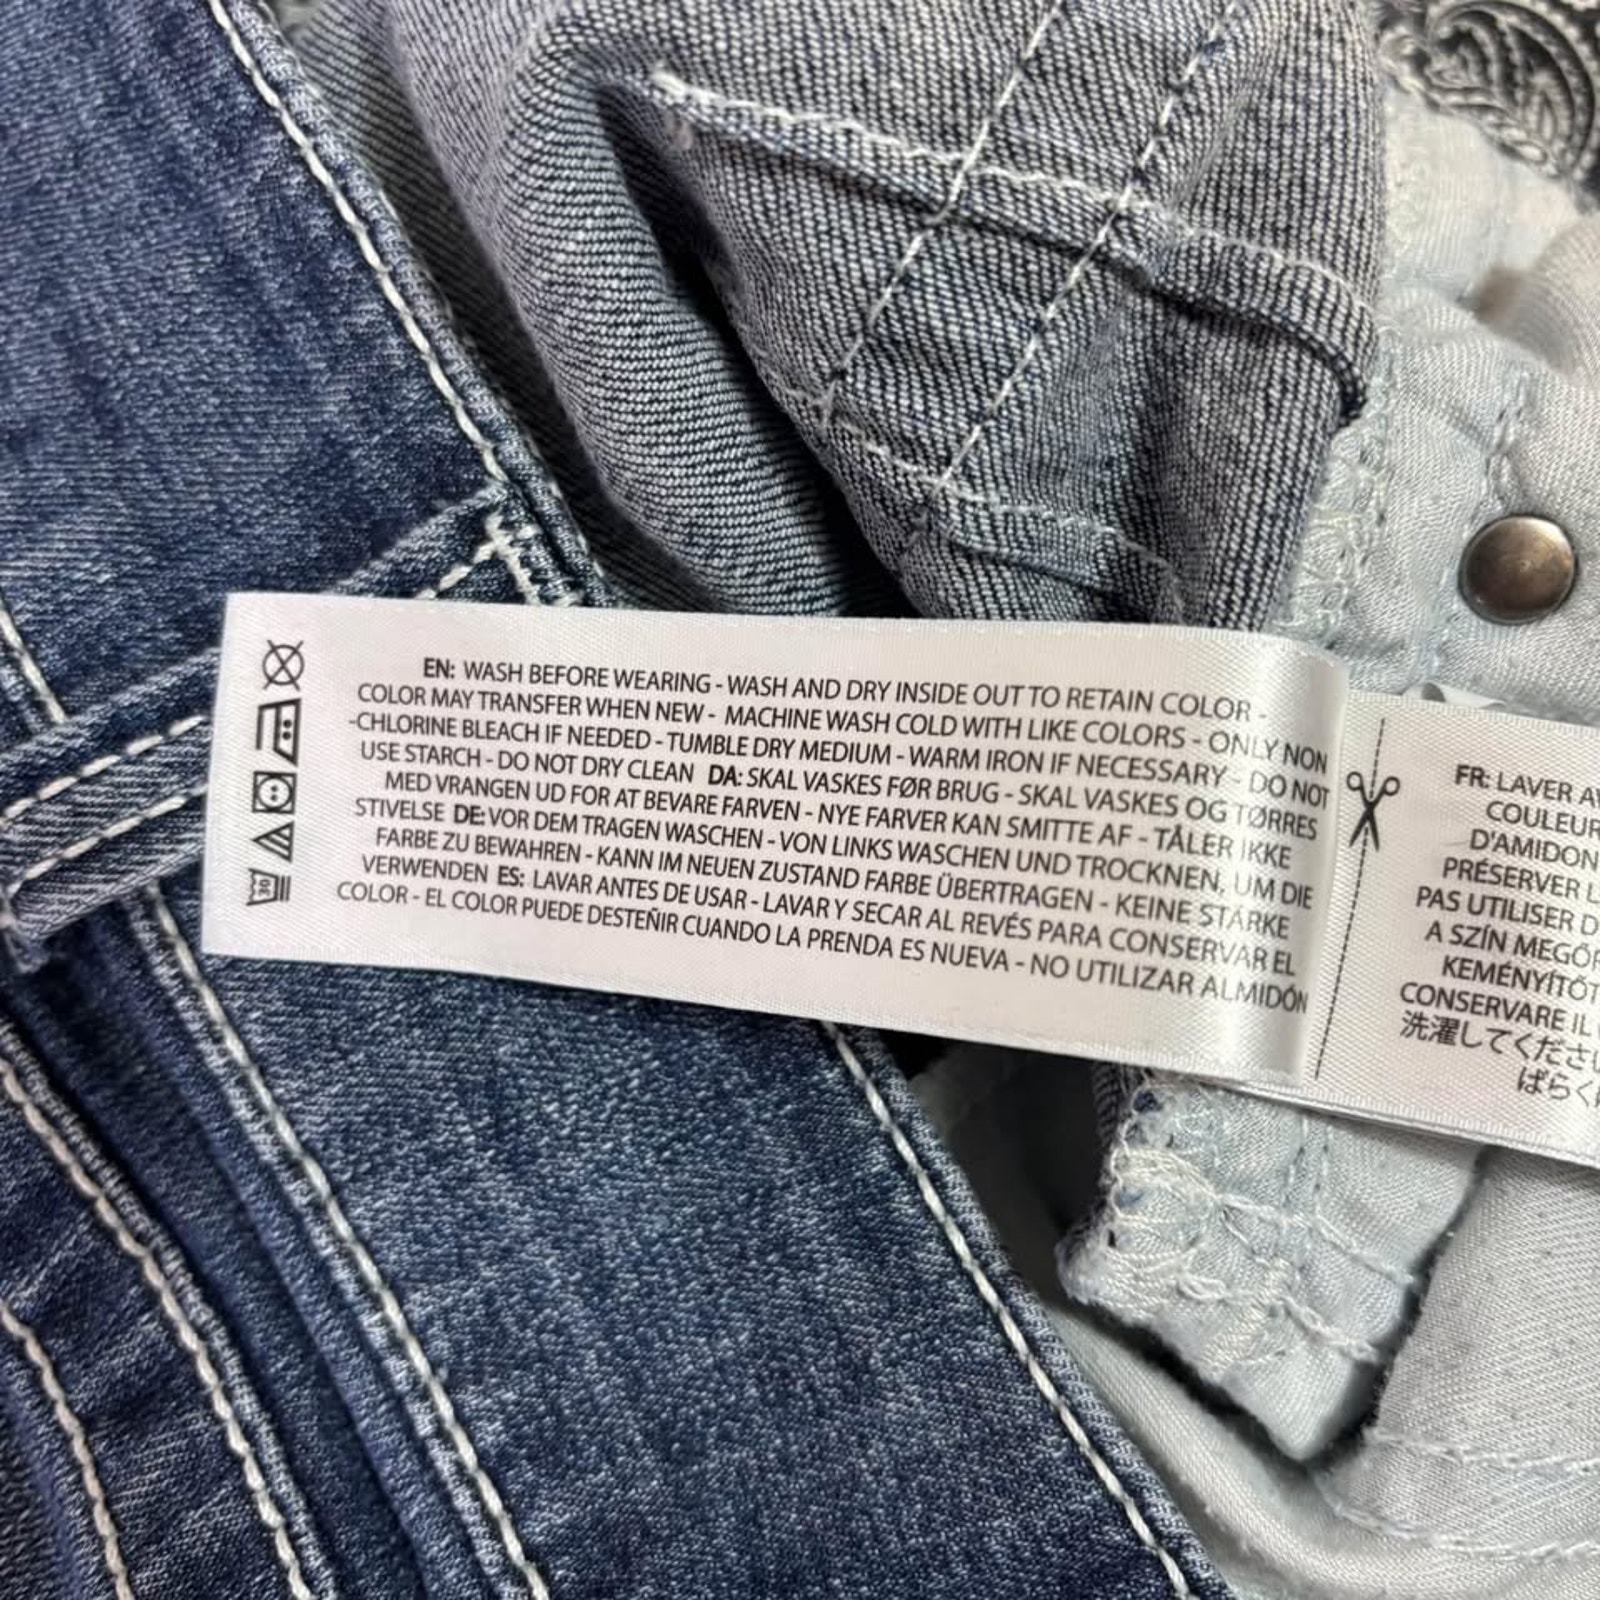 EN: WASH BEFORE WEARING - WASH AND DRY INSIDE OUT TO RETAIN COLOR -
COLOR MAY TRANSFER WHEN NEW - MACHINE WASH COLD WITH LIKE COLORS - ONLY NON
-CHLORINE BLEACH IF NEEDED - TUMBLE DRY MEDIUM - WARM IRON IF NECESSARY - DO NOT
USE STARCH - DO NOT DRY CLEAN DA: SKAL VASKES FØR BRUG - SKAL VASKES OG TØRRES
MED VRANGEN UD FOR AT BEVARE FARVEN - NYE FARVER KAN SMITTE AF - TÅLER IKKE
STIVELSE DE: VOR DEM TRAGEN WASCHEN - VON LINKS WASCHEN UND TROCKNEN, UM DIE
FARBE ZU BEWAHREN - KANN IM NEUEN ZUSTAND FARBE ÜBERTRAGEN - KEINE STÄRKE
VERWENDEN ES: LAVAR ANTES DE USAR - LAVAR Y SECAR AL REVÉS PARA CONSERVAR EL
COLOR - EL COLOR PUEDE DESTEÑIR CUANDO LA PRENDA ES NUEVA - NO UTILIZAR ALMIDÓN
30
FR: LAVER
COULEUR
D'AMIDON
PRÉSERVER
PAS UTILISER
A SZÍN
KEMÉNYÍTŐT
CONSERVARE IL
洗濯してくださ
ばらく